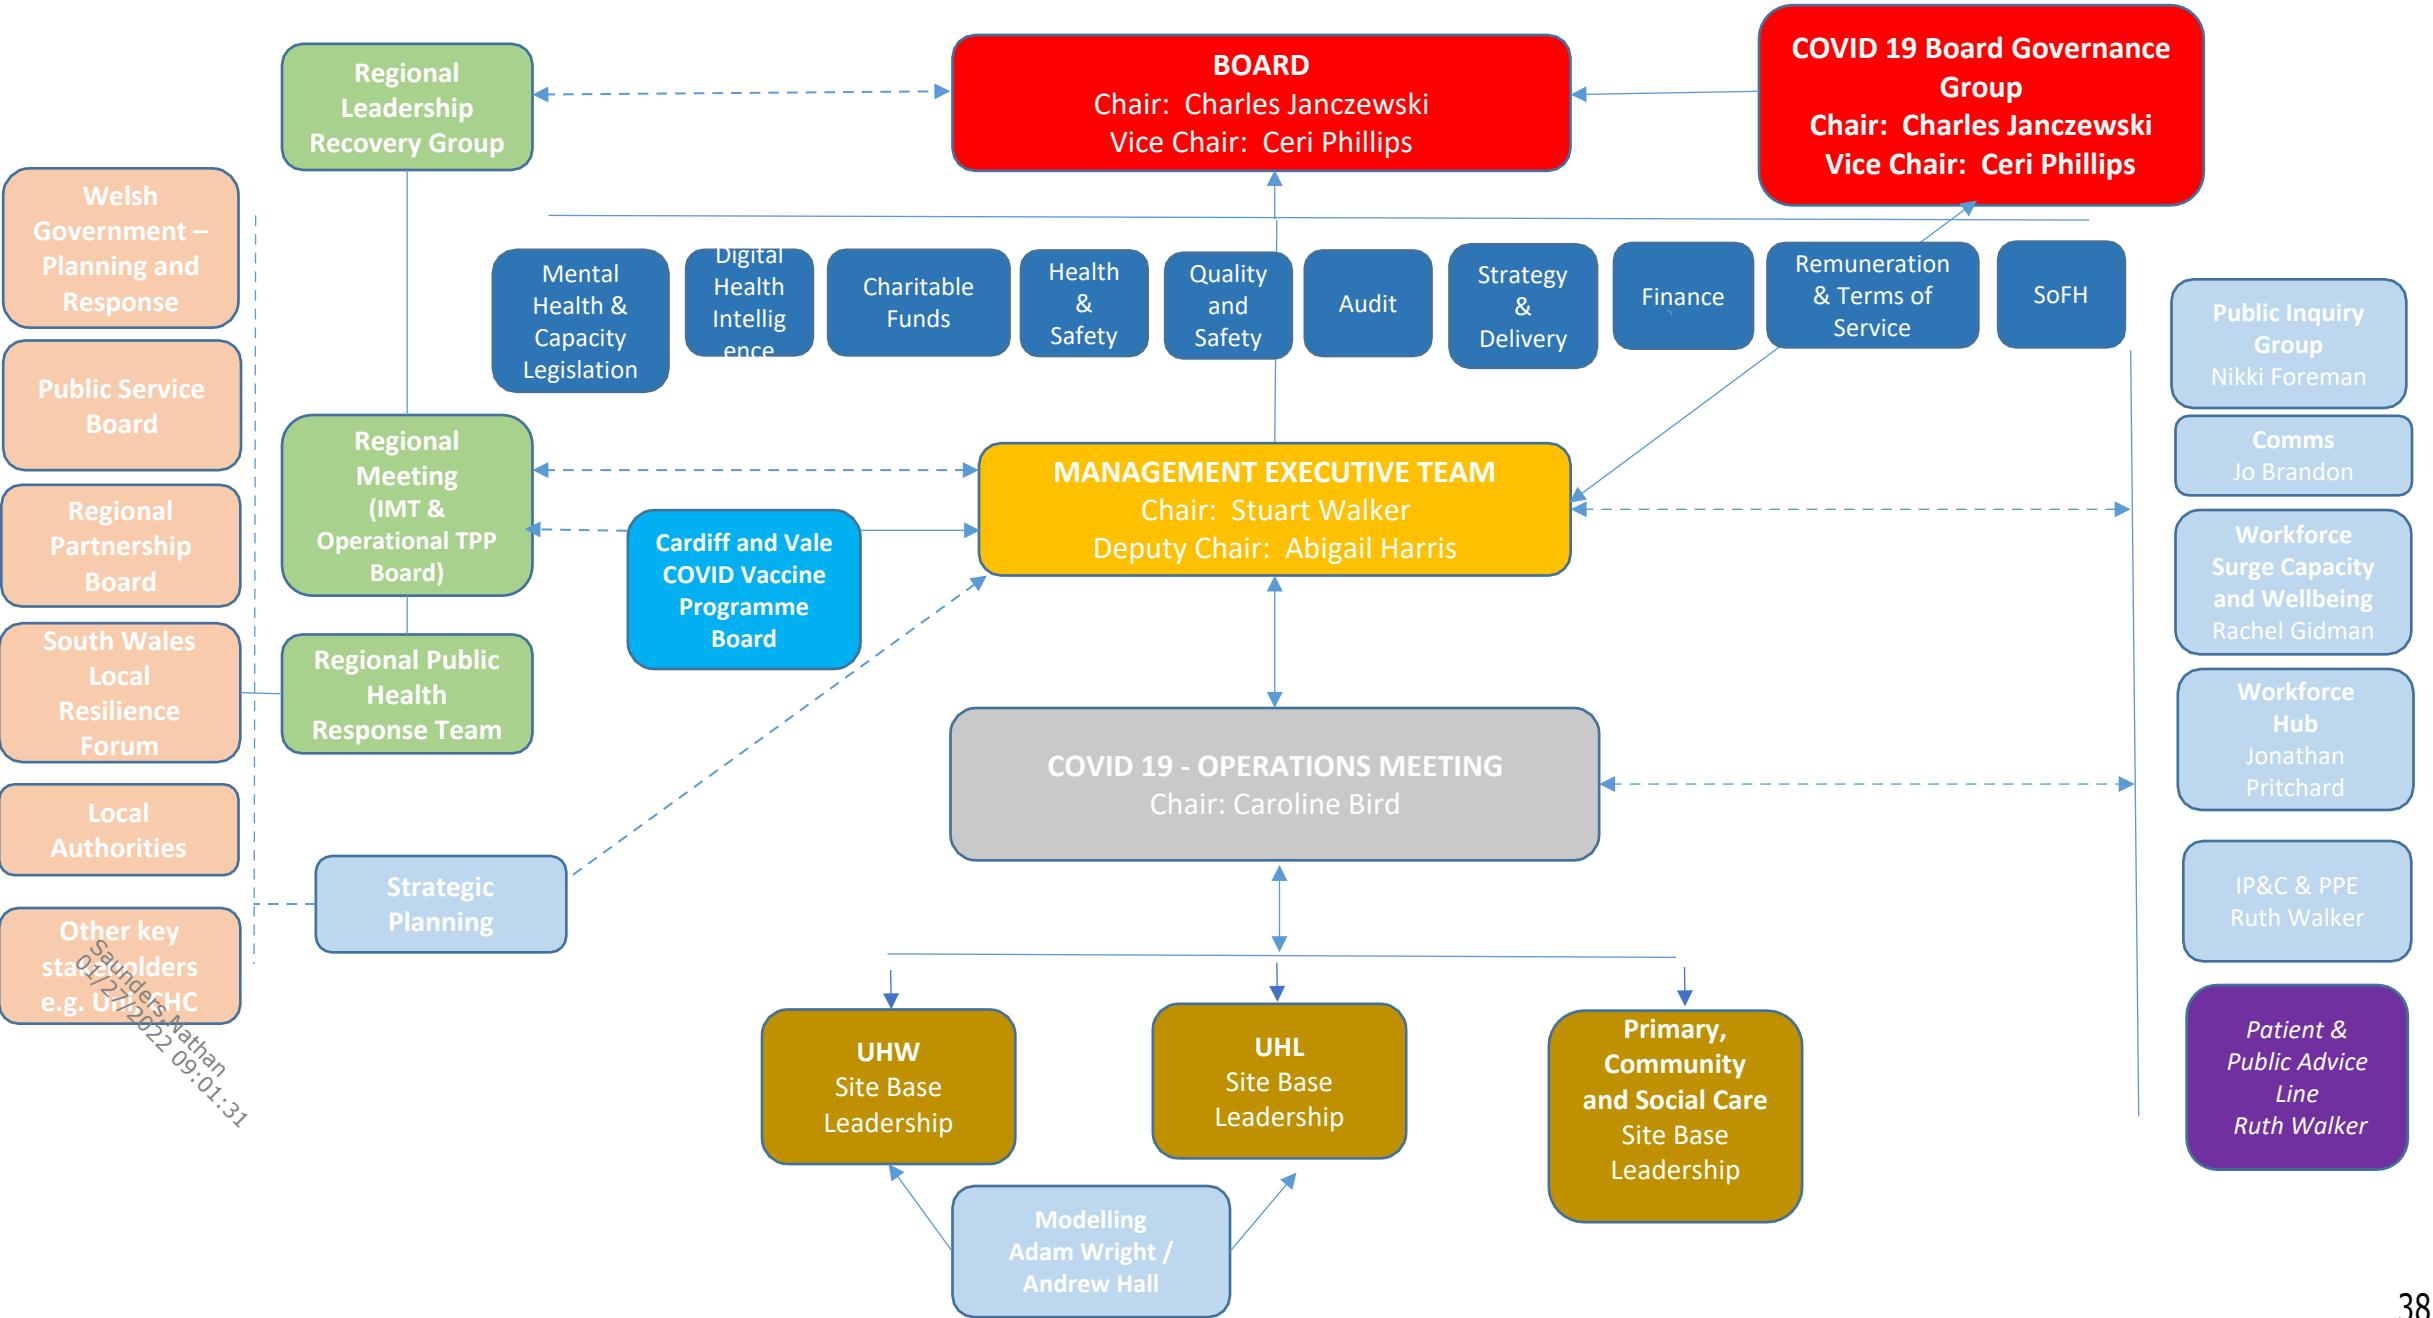 Regional
Leadership
Recovery Group
BOARD
Chair: Charles Janczewski
Vice Chair: Ceri Phillips
COVID 19 Board Governance
Group
Chair: Charles Janczewski
Vice Chair: Ceri Phillips
Welsh
Government –
Planning and
Response
Public Service
Board
Regional
Partnership
Board
South Wales
Local
Resilience
Forum
Local
Authorities
Other key
stakeholders
e.g. CHC
Mental
Health &
Capacity
Legislation
Digital
Health
Intellig
ence
Charitable
Funds
Health
&
Safety
Quality
and
Safety
Audit
Strategy
&
Delivery
Finance
Remuneration
& Terms of
Service
SoFH
Regional
Meeting
(IMT &
Operational TPP
Board)
Regional Public
Health
Response Team
Cardiff and Vale
COVID Vaccine
Programme
Board
MANAGEMENT EXECUTIVE TEAM
Chair: Stuart Walker
Deputy Chair: Abigail Harris
COVID 19 - OPERATIONS MEETING
Chair: Caroline Bird
Strategic
Planning
UHW
Site Base
Leadership
UHL
Site Base
Leadership
Primary,
Community
and Social Care
Site Base
Leadership
Modelling
Adam Wright /
Andrew Hall
Public Inquiry
Group
Nikki Foreman
Comms
Jo Brandon
Workforce
Surge Capacity
and Wellbeing
Rachel Gidman
Workforce
Hub
Jonathan
Pritchard
IP&C & PPE
Ruth Walker
Patient &
Public Advice
Line
Ruth Walker
Saunders,Nathan
01/27/2022 09:01:31
38